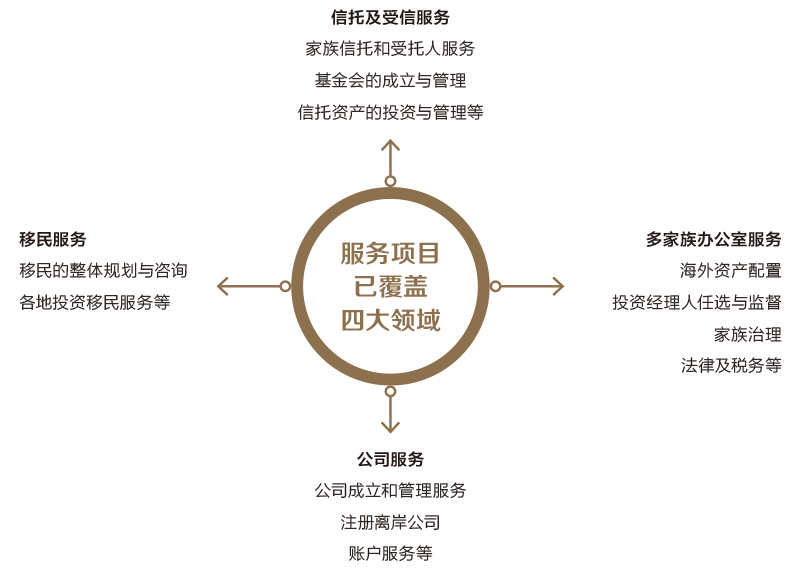 信托及受信服务
家族信托和受托人服务
基金会的成立与管理
信托资产的投资与管理等
移民服务
移民的整体规划与咨询
各地投资移民服务等
服务项目
已覆盖
四大领域
多家族办公室服务
海外资产配置
投资经理人任选与监督
家族治理
法律及税务等
公司服务
公司成立和管理服务
注册离岸公司
账户服务等